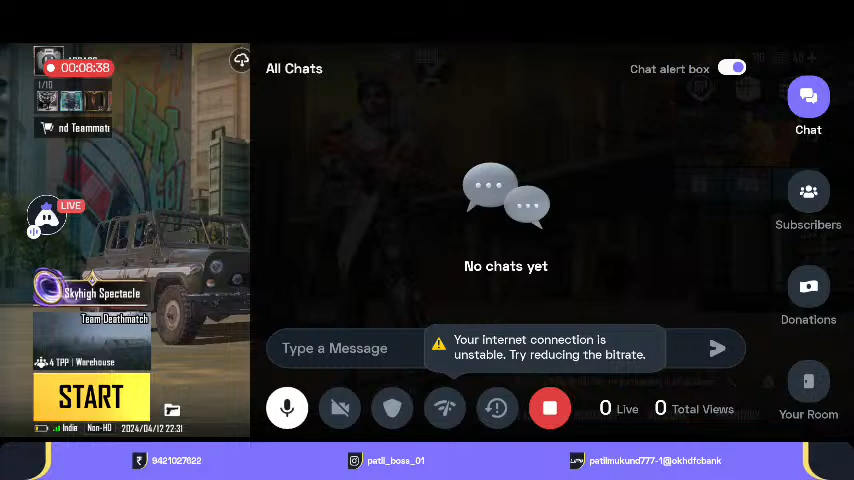 00:08:38
1/10
nd Teammate
LIVE
Skyhigh Spectacle
Team Deathmatch
4 TPP | Warehouse
START
India Non-HD 2024/04/12 22:31
All Chats
Chat alert box
Chat
Subscribers
Donations
Your Room
No chats yet
Type a Message
Your internet connection is
unstable. Try reducing the bitrate.
0 Live 0 Total Views
₹ 9421027622
patil_boss_01
patilmukund777-1@okhdfcbank